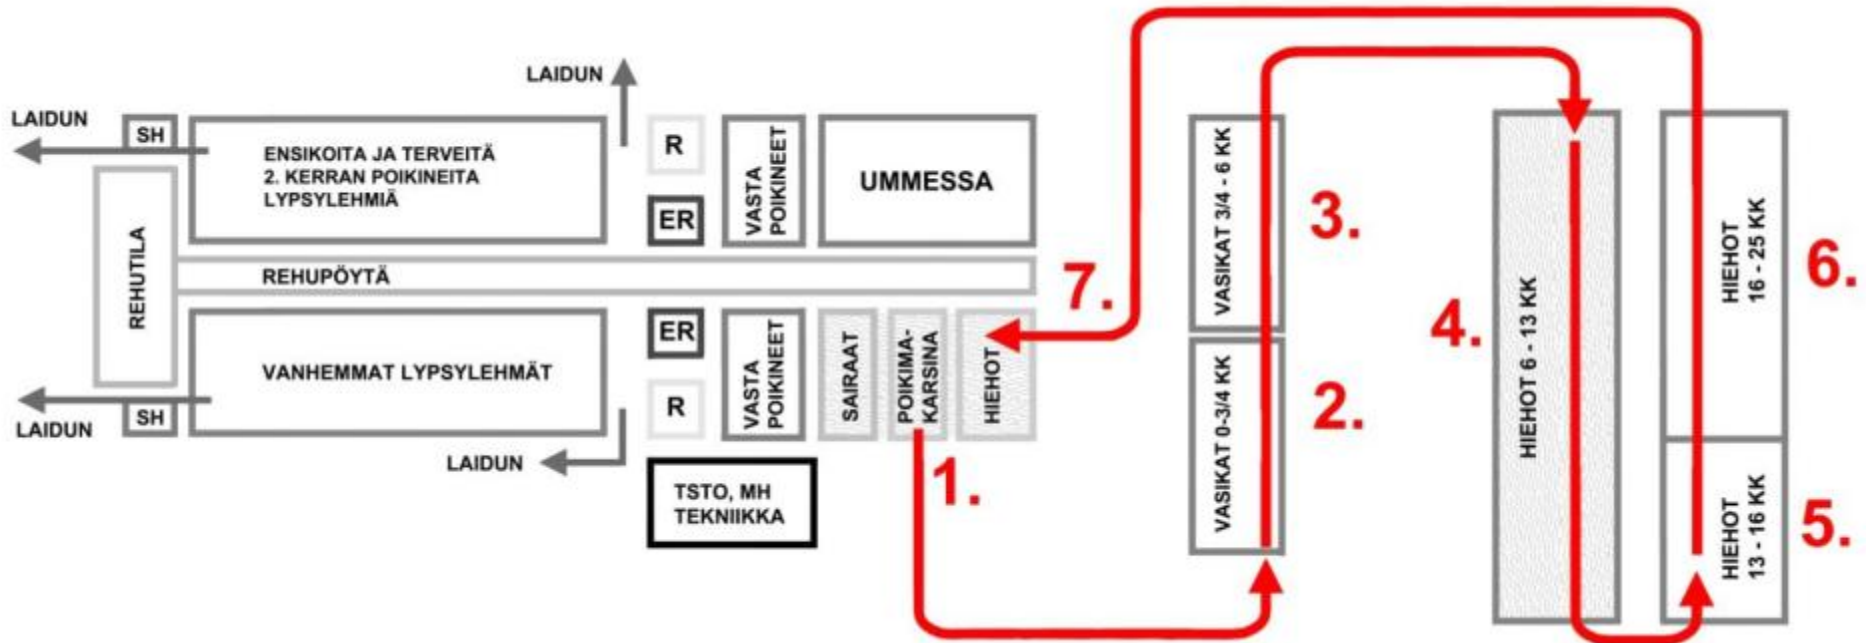 LAIDUN
LAIDUN
SH
ENSIKOITA JA TERVEITÄ
2. KERRAN POIKINEITA
LYPSYLEHMIÄ
R
ER
VASTA
POIKINEET
UMMESSA
REHUTILA
REHUPÖYTÄ
VANHEMMAT LYPSYLEHMÄT
SH
LAIDUN
LAIDUN
ER
R
VASTA
POIKINEET
SAIRAAT
POIKIMA-
KARSINA
HIEHOT
TSTO, MH
TEKNIIKKA
1.
VASIKAT 0-3/4 KK
2.
VASIKAT 3/4 - 6 KK
3.
HIEHOT 6 - 13 KK
4.
HIEHOT
13 - 16 KK
5.
HIEHOT
16 - 25 KK
6.
7.